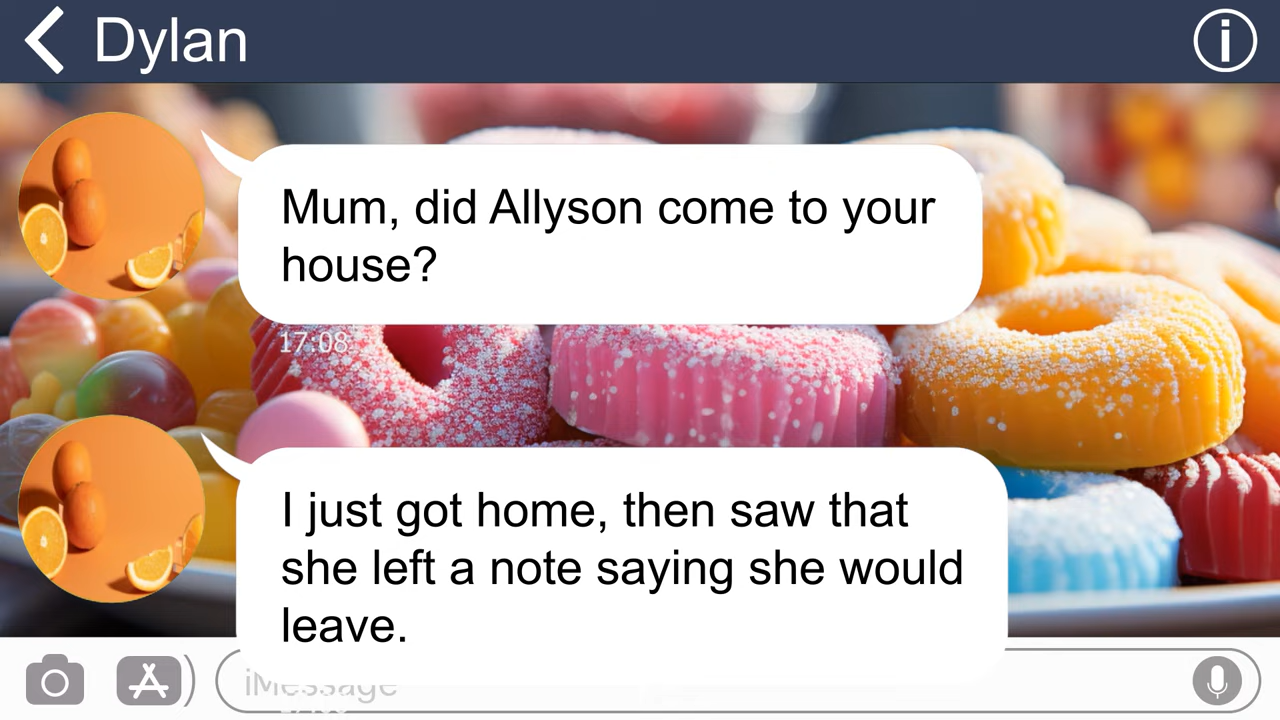 Dylan
Mum, did Allyson come to your
house?
17:08
I just got home, then saw that
she left a note saying she would
leave.
iMessage